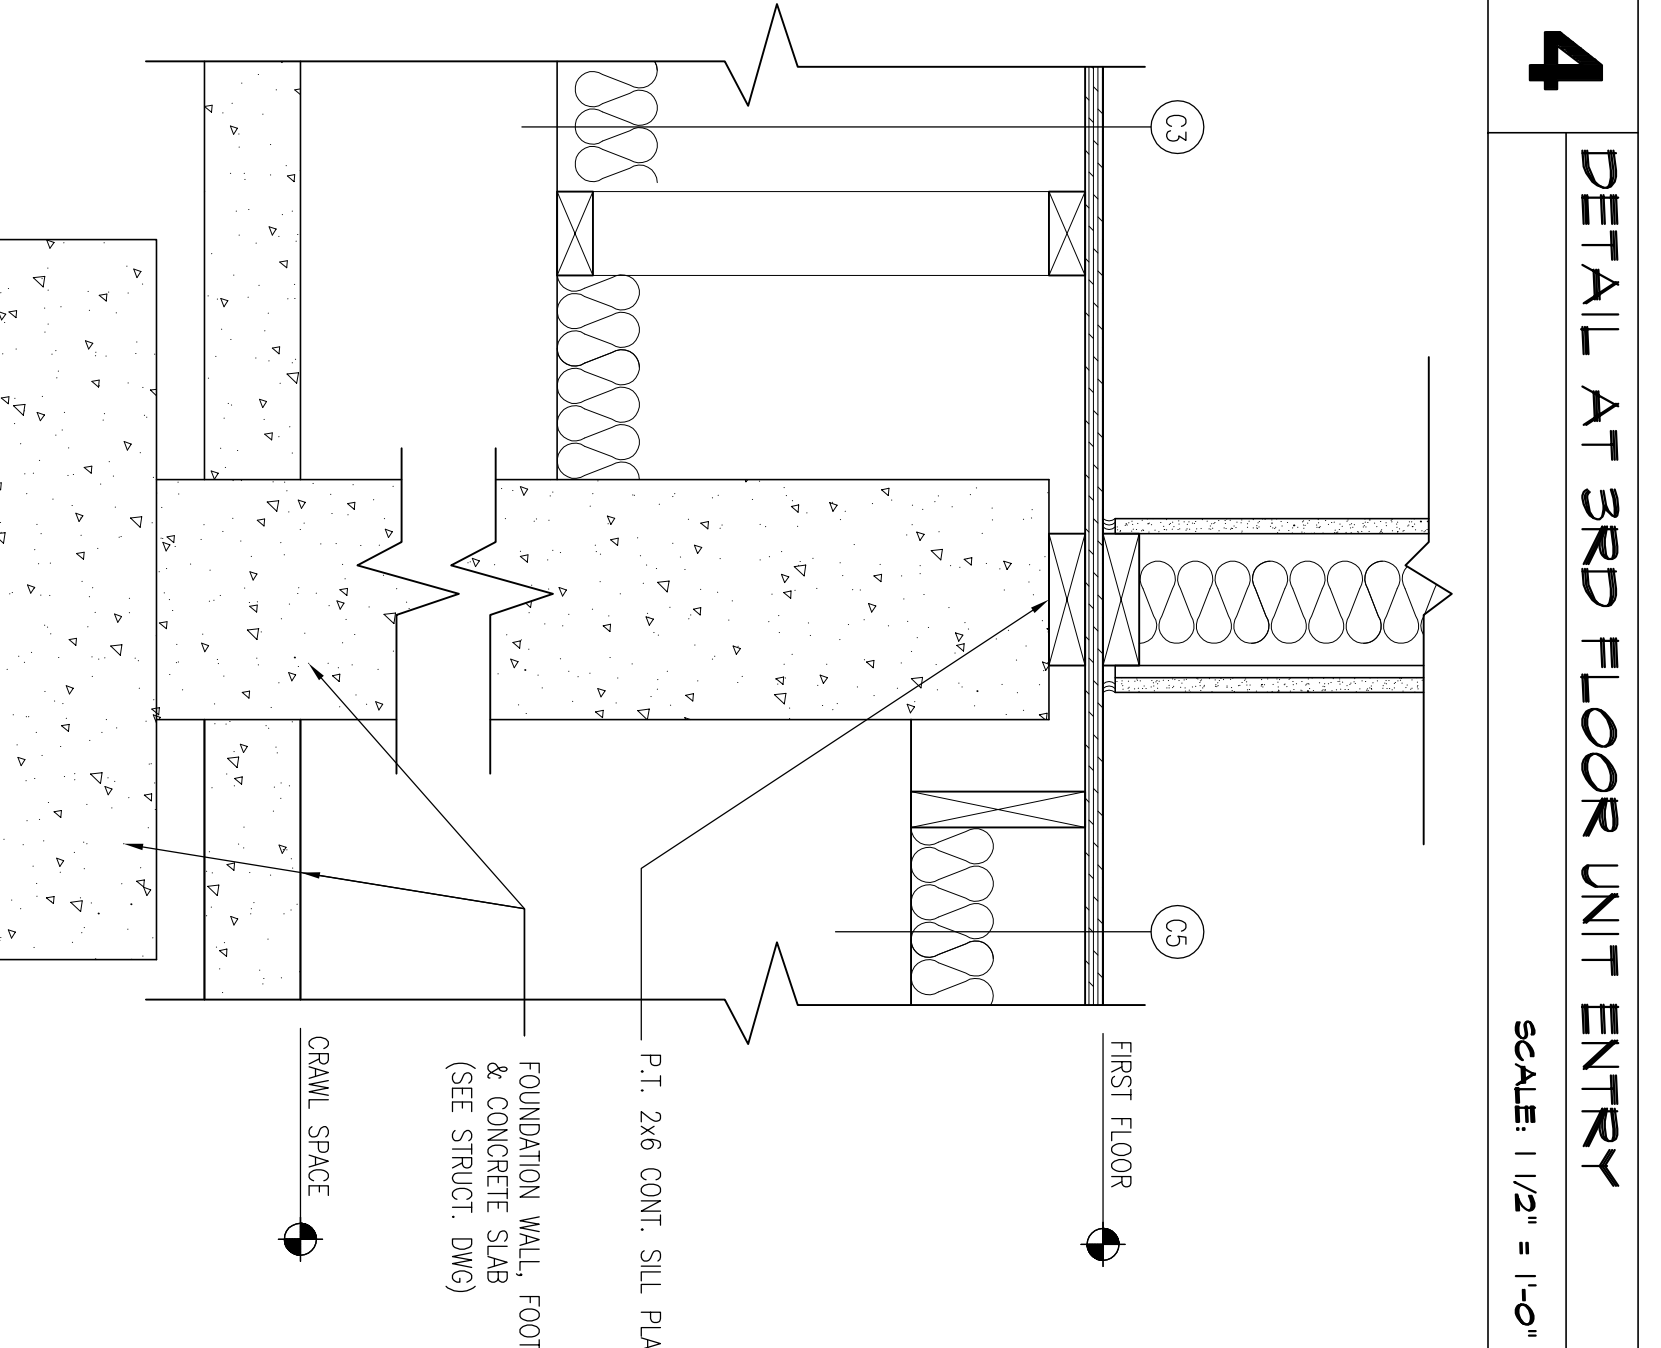 4
DETAIL AT 3RD FLOOR UNIT ENTRY
SCALE: 1 1/2" = 1'-0"
C3
C5
FIRST FLOOR
P.T. 2x6 CONT. SILL PLA
FOUNDATION WALL, FOOT
& CONCRETE SLAB
(SEE STRUCT. DWG)
CRAWL SPACE